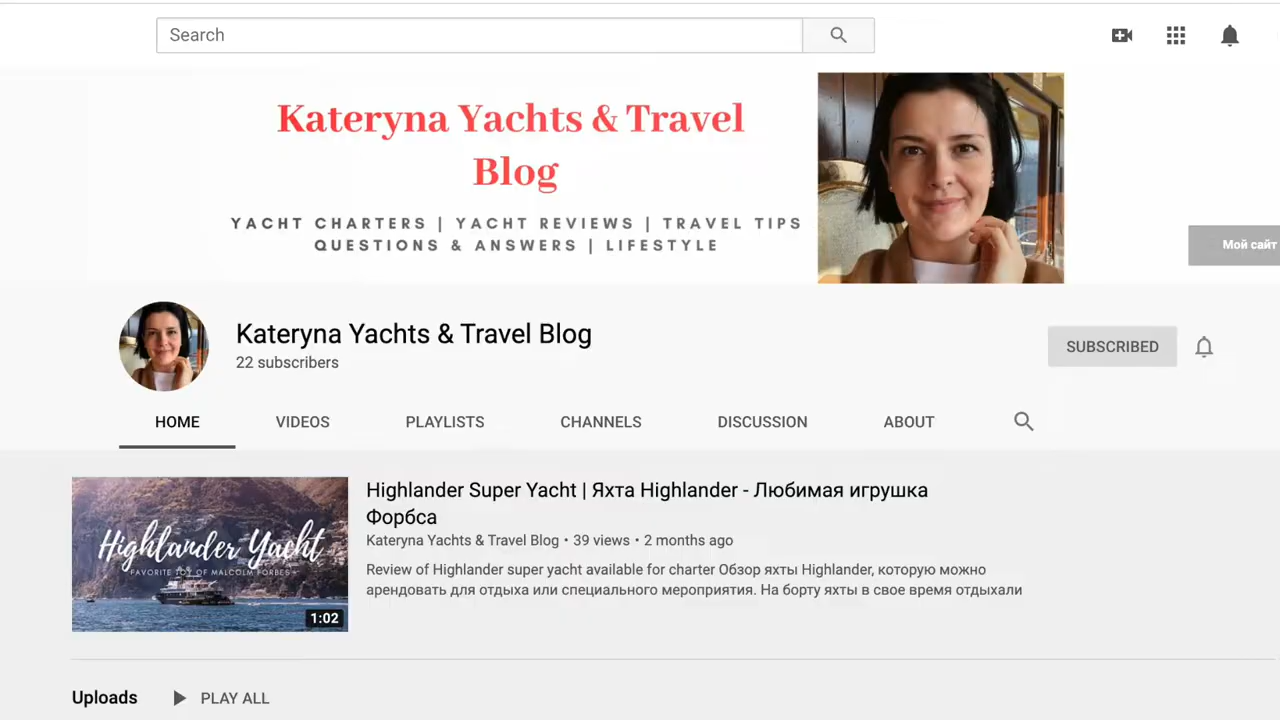 Search
Kateryna Yachts & Travel
Blog
YACHT CHARTERS | YACHT REVIEWS | TRAVEL TIPS
QUESTIONS & ANSWERS | LIFESTYLE
Мой сайт
Kateryna Yachts & Travel Blog
22 subscribers
SUBSCRIBED
HOME VIDEOS PLAYLISTS CHANNELS DISCUSSION ABOUT
Highlander Yacht
FAVORITE TOY OF MALCOLM FORBES
1:02
Highlander Super Yacht | Яхта Highlander - Любимая игрушка
Форбса
Kateryna Yachts & Travel Blog • 39 views • 2 months ago
Review of Highlander super yacht available for charter Обзор яхты Highlander, которую можно
арендовать для отдыха или специального мероприятия. На борту яхты в свое время отдыхали
Uploads PLAY ALL